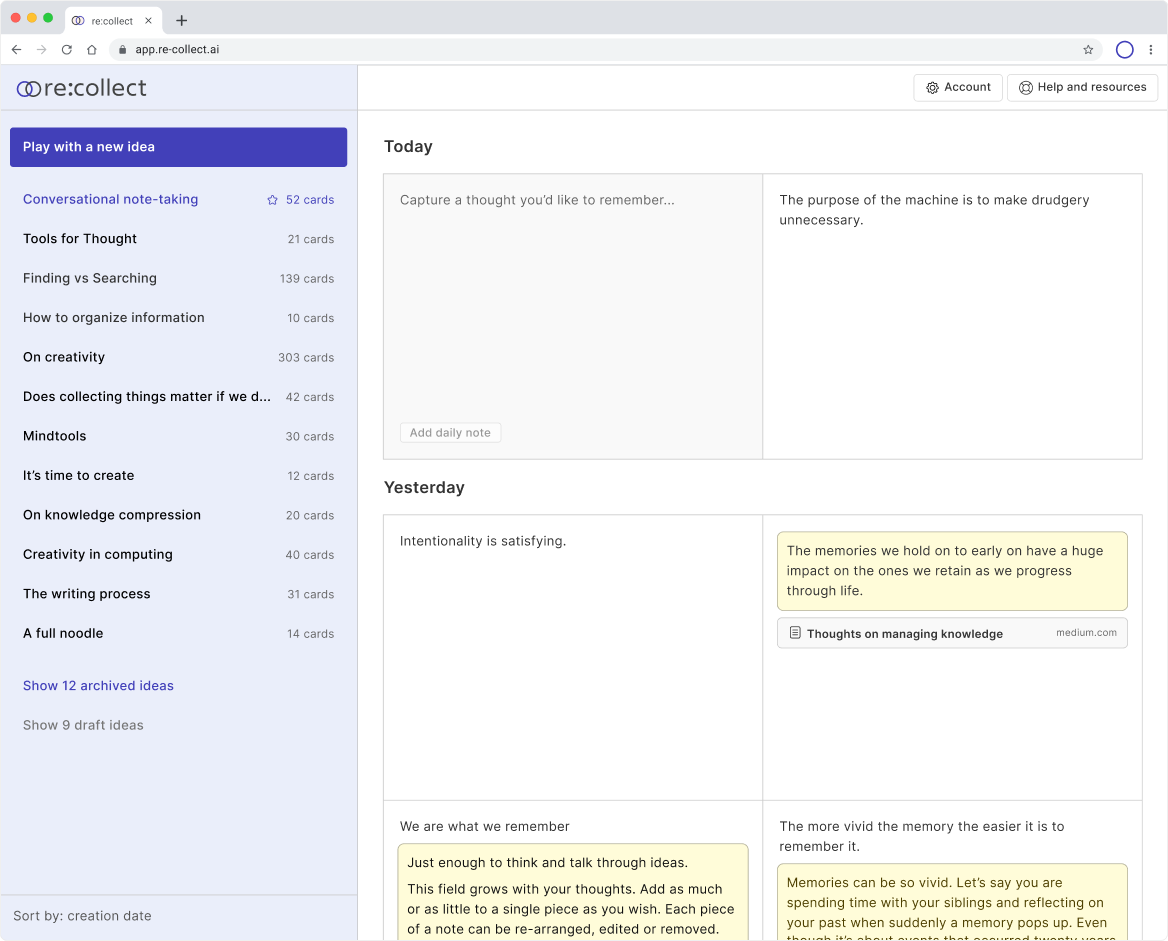 re:collect
app.re-collect.ai
re:collect
Account
Help and resources
Play with a new idea
Conversational note-taking 52 cards
Tools for Thought 21 cards
Finding vs Searching 139 cards
How to organize information 10 cards
On creativity 303 cards
Does collecting things matter if we d... 42 cards
Mindtools 30 cards
It’s time to create 12 cards
On knowledge compression 20 cards
Creativity in computing 40 cards
The writing process 31 cards
A full noodle 14 cards
Show 12 archived ideas
Show 9 draft ideas
Sort by: creation date
Today
Capture a thought you’d like to remember...
Add daily note
The purpose of the machine is to make drudgery
unnecessary.
Yesterday
Intentionality is satisfying.
The memories we hold on to early on have a huge
impact on the ones we retain as we progress
through life.
Thoughts on managing knowledge medium.com
We are what we remember
Just enough to think and talk through ideas.
This field grows with your thoughts. Add as much
or as little to a single piece as you wish. Each piece
of a note can be re-arranged, edited or removed.
The more vivid the memory the easier it is to
remember it.
Memories can be so vivid. Let’s say you are
spending time with your siblings and reflecting on
your past when suddenly a memory pops up. Even
though it’s about events that occurred twenty years